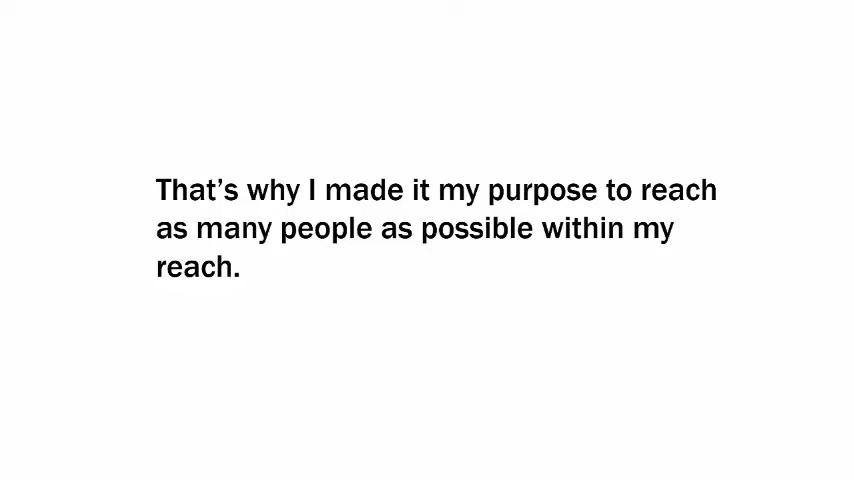 That’s why I made it my purpose to reach
as many people as possible within my
reach.